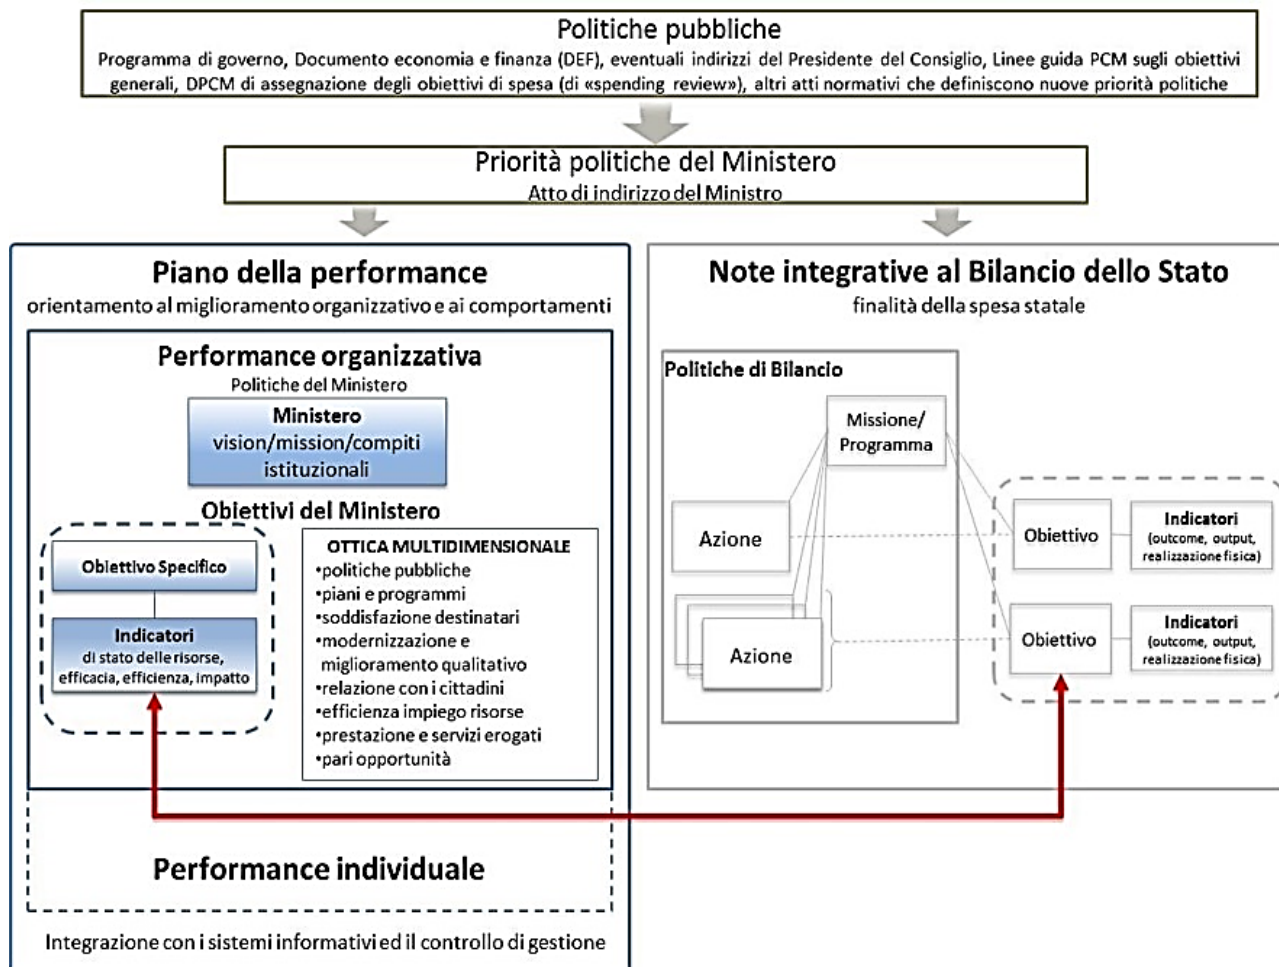 Politiche pubbliche
Programma di governo, Documento economia e finanza (DEF), eventuali indirizzi del Presidente del Consiglio, Linee guida PCM sugli obiettivi
generali, DPCM di assegnazione degli obiettivi di spesa (di «spending review»), altri atti normativi che definiscono nuove priorità politiche
Priorità politiche del Ministero
Atto di indirizzo del Ministro
Piano della performance
orientamento al miglioramento organizzativo e ai comportamenti
Performance organizzativa
Politiche del Ministero
Ministero
vision/mission/compiti
istituzionali
Obiettivi del Ministero
Obiettivo Specifico
Indicatori
di stato delle risorse,
efficacia, efficienza, impatto
OTTICA MULTIDIMENSIONALE
•politiche pubbliche
•piani e programmi
•soddisfazione destinatari
•modernizzazione e
miglioramento qualitativo
•relazione con i cittadini
•efficienza impiego risorse
•prestazione e servizi erogati
•pari opportunità
Performance individuale
Integrazione con i sistemi informativi ed il controllo di gestione
Note integrative al Bilancio dello Stato
finalità della spesa statale
Politiche di Bilancio
Missione/
Programma
Azione
Obiettivo
Indicatori
(outcome, output,
realizzazione fisica)
Azione
Obiettivo
Indicatori
(outcome, output,
realizzazione fisica)